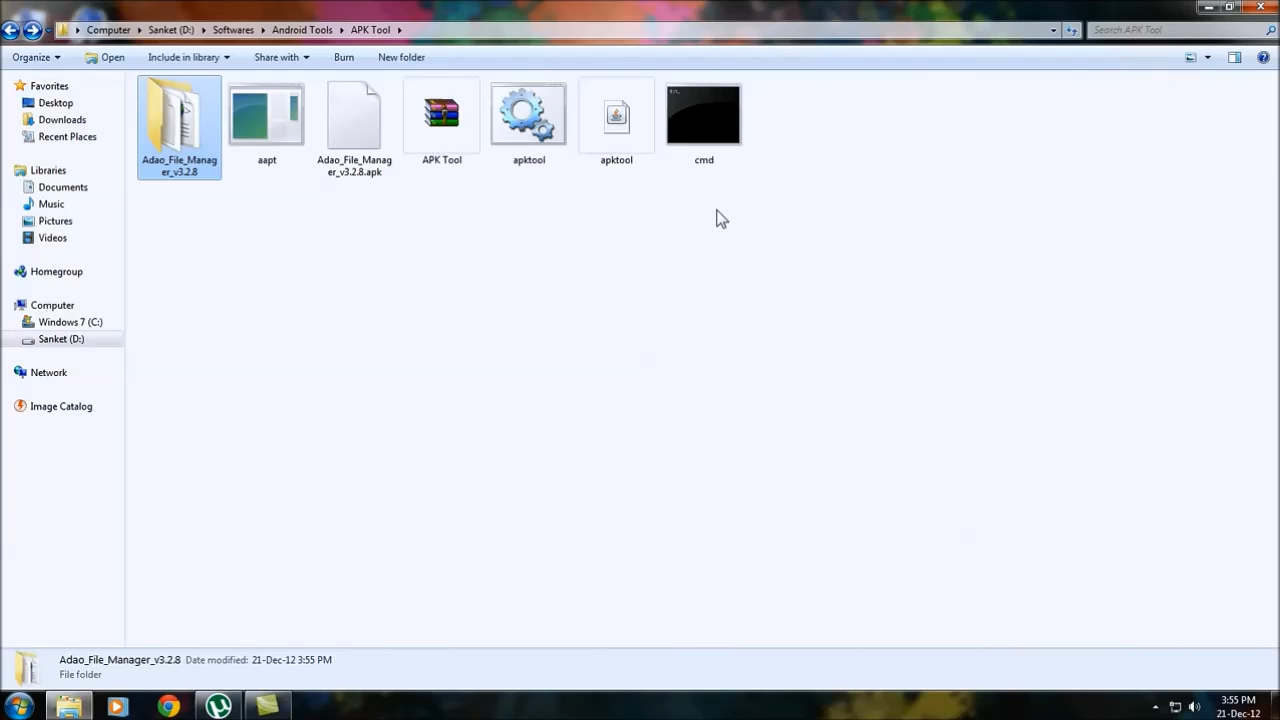 Computer
Sanket (D:)
Softwares
Android Tools
APK Tool
Search APK Tool
Organize
Open
Include in library
Share with
Burn
New folder
Favorites
Desktop
Downloads
Recent Places
Libraries
Documents
Music
Pictures
Videos
Homegroup
Computer
Windows 7 (C:)
Sanket (D:)
Network
Image Catalog
Adao_File_Manag
er_v3.2.8
aapt
Adao_File_Manag
er_v3.2.8.apk
APK Tool
apktool
apktool
cmd
Adao_File_Manager_v3.2.8 Date modified: 21-Dec-12 3:55 PM
File folder
3:55 PM
21-Dec-12